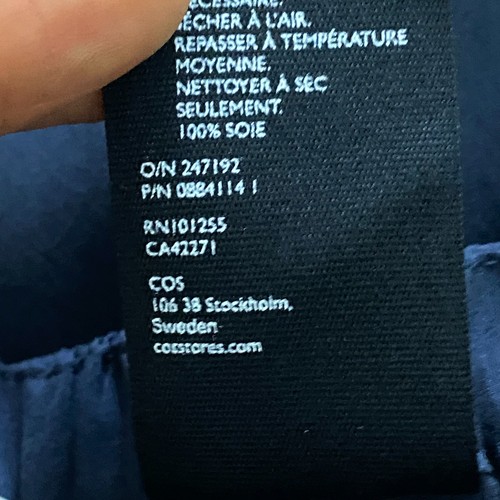 NÉCESSAIRE.
SÉCHER À L'AIR.
REPASSER À TEMPÉRATURE
MOYENNE.
NETTOYER À SEC
SEULEMENT.
100% SOIE
O/N 247192
P/N 0884114 1
RN101255
CA42271
COS
106 38 Stockholm,
Sweden
cosstores.com